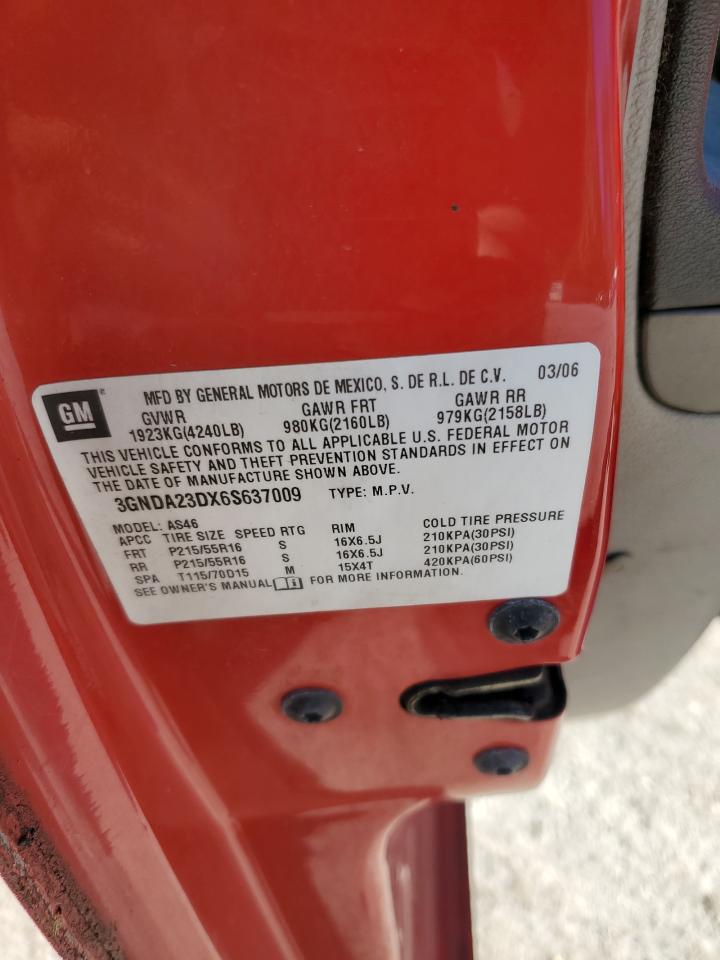 GM MFD BY GENERAL MOTORS DE MEXICO, S. DE R.L. DE C.V. 03/06
GVWR GAWR FRT GAWR RR
1923KG(4240LB) 980KG(2160LB) 979KG(2158LB)
THIS VEHICLE CONFORMS TO ALL APPLICABLE U.S. FEDERAL MOTOR
VEHICLE SAFETY AND THEFT PREVENTION STANDARDS IN EFFECT ON
THE DATE OF MANUFACTURE SHOWN ABOVE.
3GNDA23DX6S637009 TYPE: M.P.V.
MODEL: AS46
APCC TIRE SIZE SPEED RTG RIM COLD TIRE PRESSURE
FRT P215/55R16 S 16X6.5J 210KPA(30PSI)
RR P215/55R16 S 16X6.5J 210KPA(30PSI)
SPA T115/70D15 M 15X4T 420KPA(60PSI)
SEE OWNER'S MANUAL FOR MORE INFORMATION.